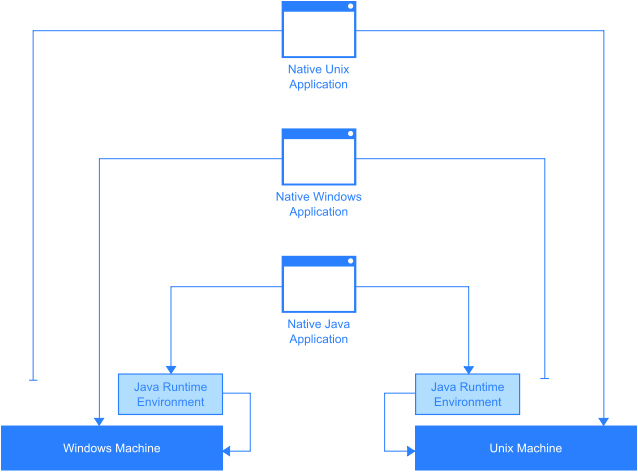 Native Unix
Application
Native Windows
Application
Native Java
Application
Java Runtime
Environment
Java Runtime
Environment
Windows Machine
Unix Machine